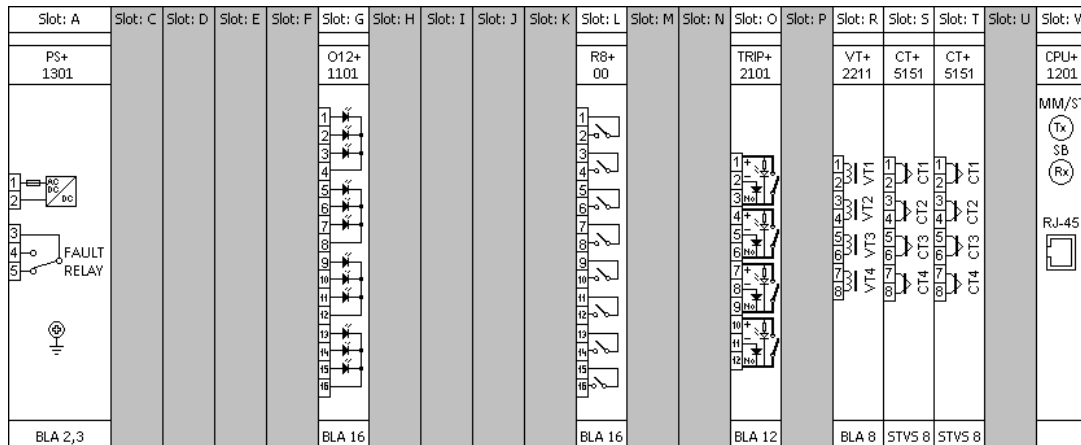 Slot: A Slot: C Slot: D Slot: E Slot: F Slot: G Slot: H Slot: I Slot: J Slot: K Slot: L Slot: M Slot: N Slot: O Slot: P Slot: R Slot: S Slot: T Slot: U Slot: V
PS+ O12+ R8+ TRIP+ VT+ CT+ CT+ CPU+
1301 1101 00 2101 2211 5151 5151 1201
1
2
AC
DC
DC
3
4
5
FAULT
RELAY
1
2
3
4
5
6
7
8
9
10
11
12
13
14
15
16
1
2
3
4
5
6
7
8
9
10
11
12
13
14
15
16
1 +
2 -
3 No
4 +
5 -
6 No
7 +
8 -
9 No
10 +
11 -
12 No
1
2
VT1
3
4
VT2
5
6
VT3
7
8
VT4
1
2
CT1
3
4
CT2
5
6
CT3
7
8
CT4
1
2
CT1
3
4
CT2
5
6
CT3
7
8
CT4
MM/ST
Tx
SB
Rx
RJ-45
BLA 2,3 BLA 16 BLA 16 BLA 12 BLA 8 STVS 8 STVS 8